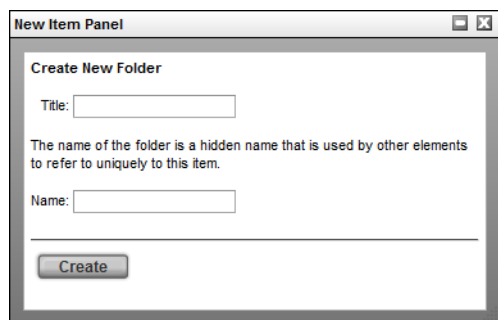 New Item Panel
Create New Folder
Title:
The name of the folder is a hidden name that is used by other elements
to refer to uniquely to this item.
Name:
Create